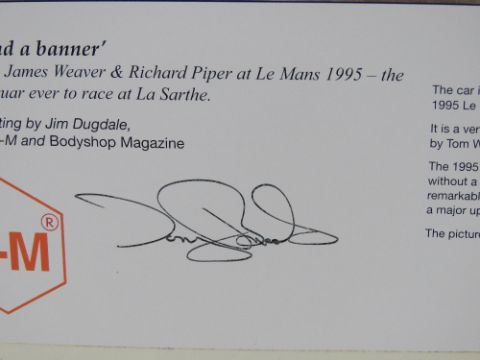 nd a banner'
James Weaver & Richard Piper at Le Mans 1995 – the
uar ever to race at La Sarthe.
ting by Jim Dugdale,
-M and Bodyshop Magazine
-M®
The car i
1995 Le
It is a ver
by Tom W
The 1995
without a
remarkabl
a major up
The picture